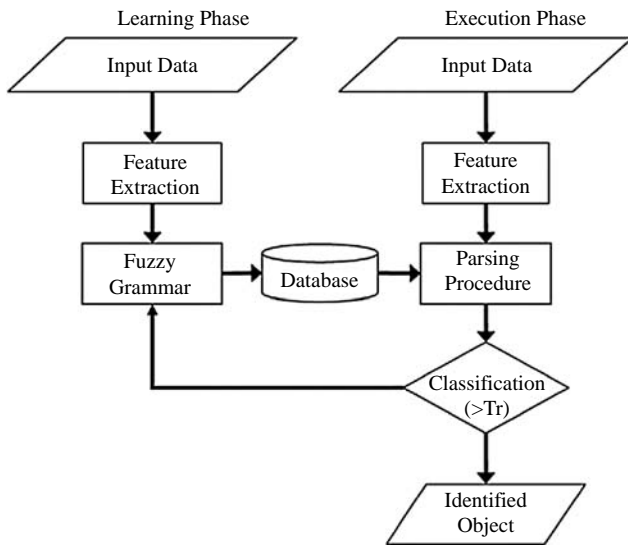 Learning Phase
Execution Phase
Input Data
Input Data
Feature
Extraction
Feature
Extraction
Fuzzy
Grammar
Database
Parsing
Procedure
Classification
(>Tr)
Identified
Object